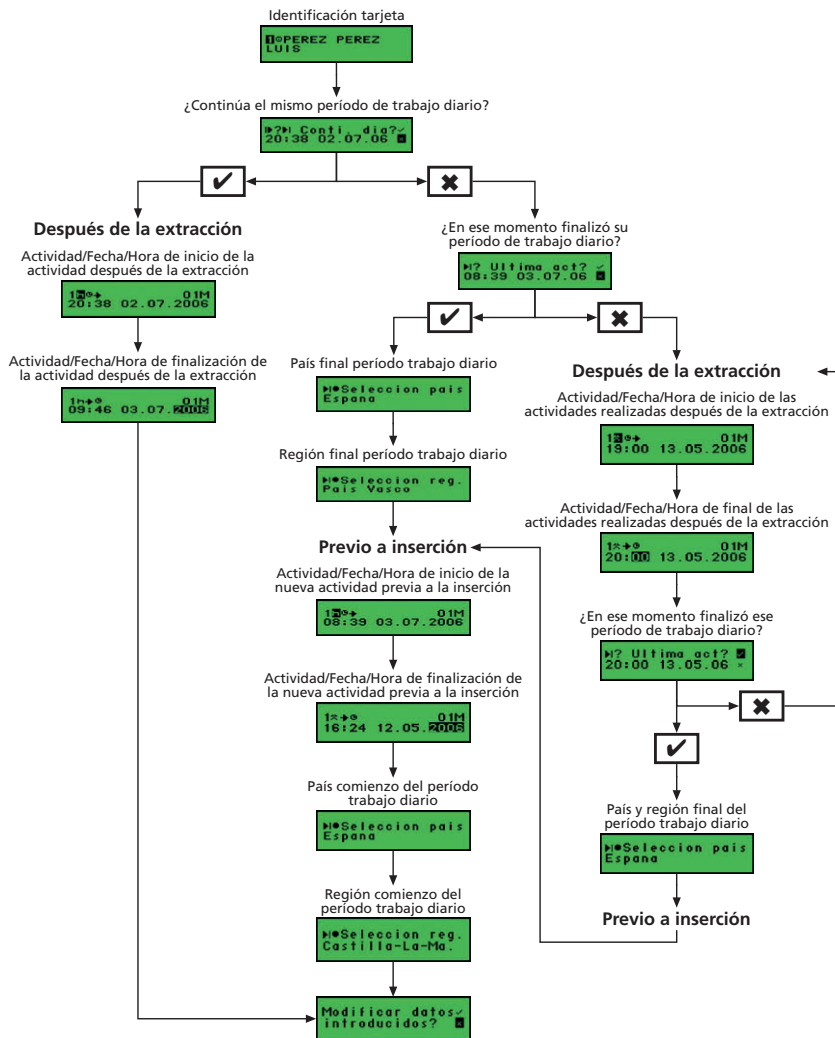 Identificación tarjeta
1 PEREZ PEREZ
LUIS
¿Continúa el mismo período de trabajo diario?
? Conti. dia?
20:38 02.07.06
Después de la extracción
Actividad/Fecha/Hora de inicio de la
actividad después de la extracción
1 01M
20:38 02.07.2006
Actividad/Fecha/Hora de finalización de
la actividad después de la extracción
1 01M
09:46 03.07.2006
¿En ese momento finalizó su
período de trabajo diario?
? Ultima act?
08:39 03.07.06
País final período trabajo diario
Seleccion pais
Espana
Región final período trabajo diario
Seleccion reg.
Pais Vasco
Previo a inserción
Actividad/Fecha/Hora de inicio de la
nueva actividad previa a la inserción
1 01M
08:39 03.07.2006
Actividad/Fecha/Hora de finalización de
la nueva actividad previa a la inserción
1 01M
16:24 12.05.2006
País comienzo del período
trabajo diario
Seleccion pais
Espana
Región comienzo del
período trabajo diario
Seleccion reg.
Castilla-La-Ma.
Modificar datos
introducidos?
Después de la extracción
Actividad/Fecha/Hora de inicio de las
actividades realizadas después de la extracción
1 01M
19:00 13.05.2006
Actividad/Fecha/Hora de final de las
actividades realizadas después de la extracción
1 01M
20:00 13.05.2006
¿En ese momento finalizó ese
período de trabajo diario?
? Ultima act?
20:00 13.05.06
País y región final del
período trabajo diario
Seleccion pais
Espana
Previo a inserción